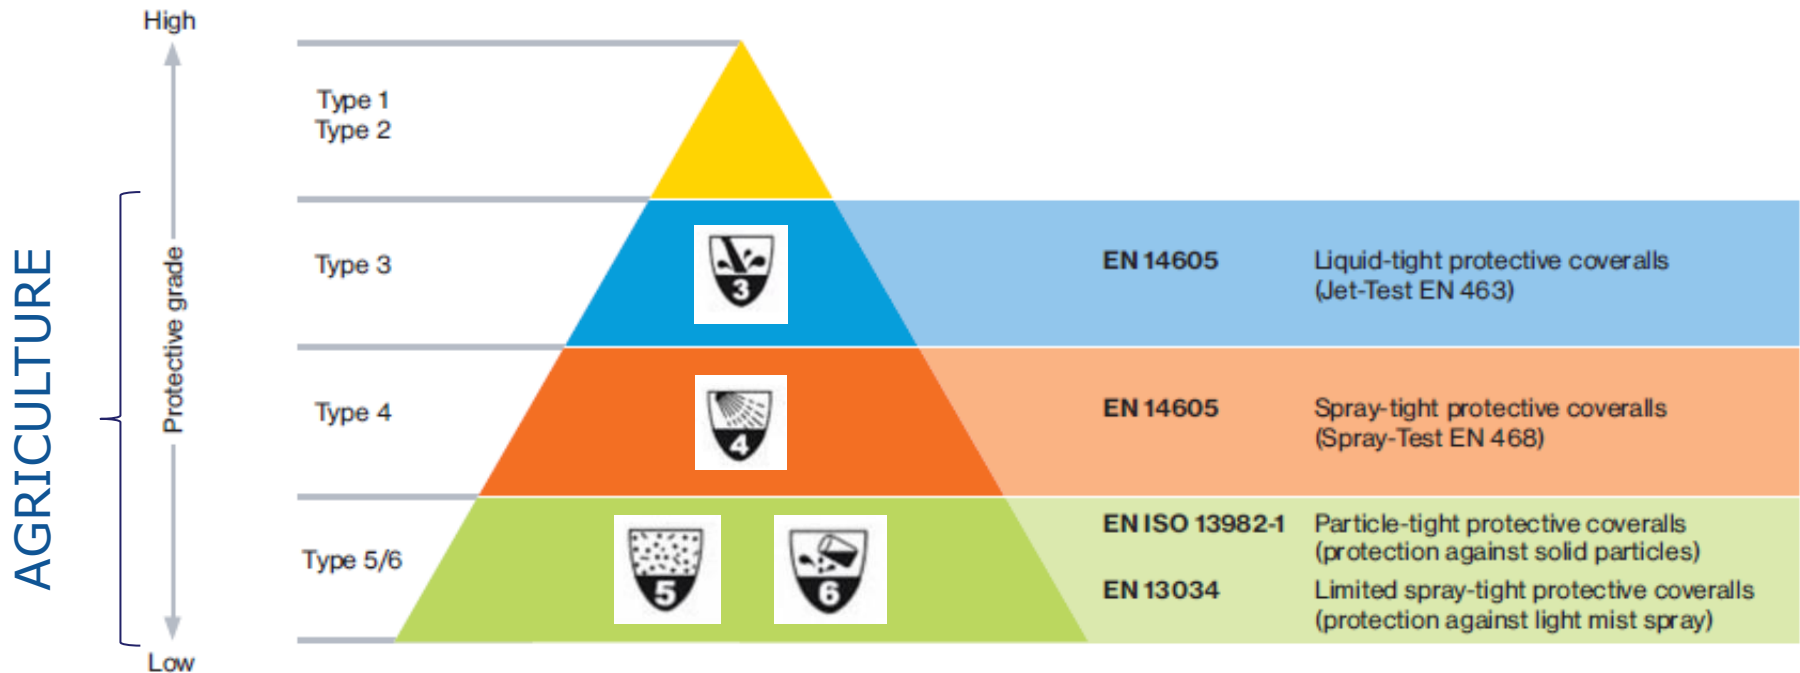 High
Type 1
Type 2
AGRICULTURE
Protective grade
Type 3
3
EN 14605 Liquid-tight protective coveralls
(Jet-Test EN 463)
Type 4
4
EN 14605 Spray-tight protective coveralls
(Spray-Test EN 468)
Type 5/6
5
6
EN ISO 13982-1 Particle-tight protective coveralls
(protection against solid particles)
EN 13034 Limited spray-tight protective coveralls
(protection against light mist spray)
Low